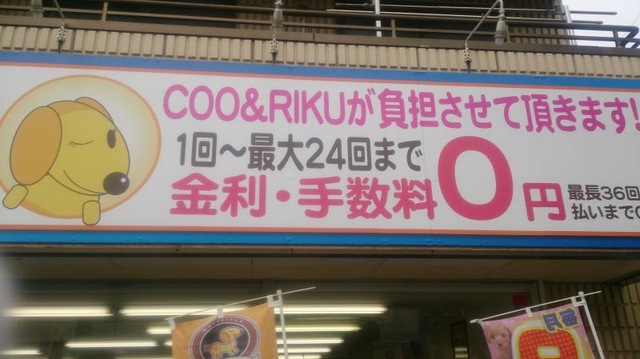 COO&RIKUが負担させて頂きます!
1回～最大24回まで
金利・手数料0円
最長36回
払いまで
毎月